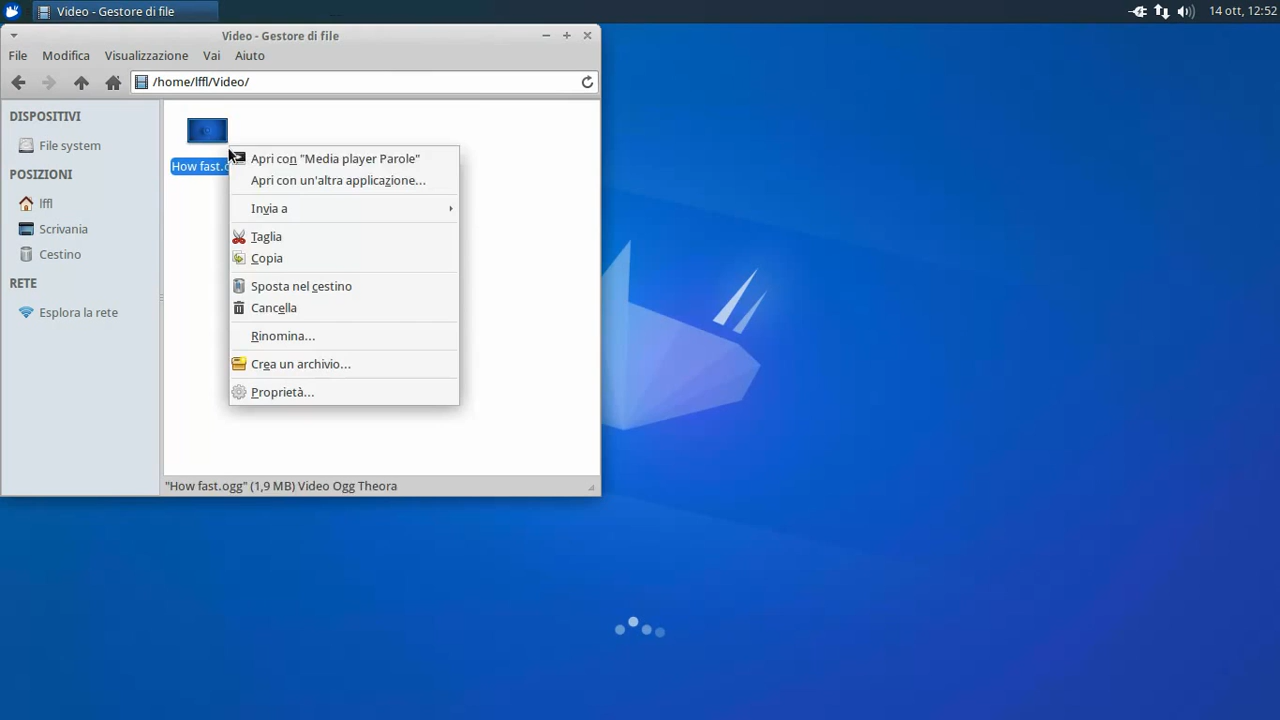 Video - Gestore di file
14 ott, 12:52
Video - Gestore di file
File Modifica Visualizzazione Vai Aiuto
/home/lffl/Video/
DISPOSITIVI
File system
POSIZIONI
lffl
Scrivania
Cestino
RETE
Esplora la rete
How fast.
Apri con "Media player Parole"
Apri con un'altra applicazione...
Invia a
Taglia
Copia
Sposta nel cestino
Cancella
Rinomina...
Crea un archivio...
Proprietà...
"How fast.ogg" (1,9 MB) Video Ogg Theora